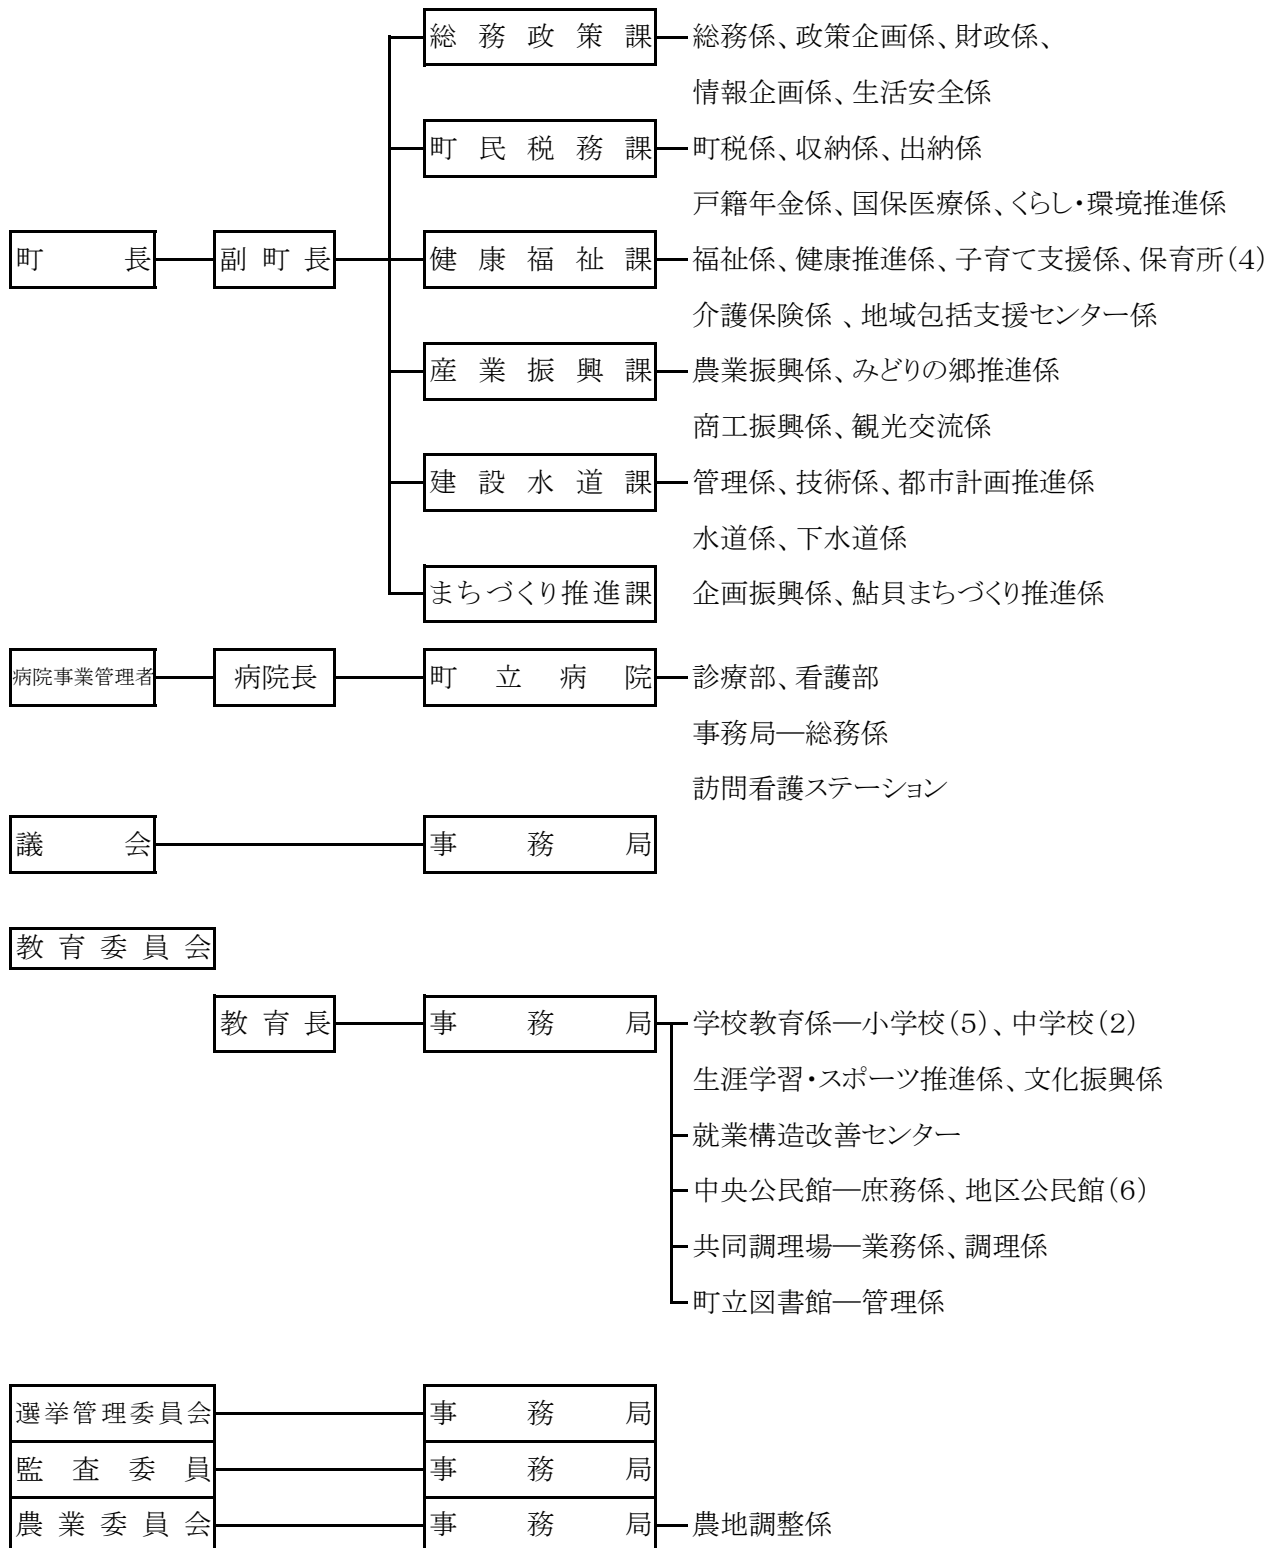 総務政策課 総務係、政策企画係、財政係、
情報企画係、生活安全係
町民税務課 町税係、収納係、出納係
戸籍年金係、国保医療係、くらし・環境推進係
町長 副町長 健康福祉課 福祉係、健康推進係、子育て支援係、保育所(4)
介護保険係 、地域包括支援センター係
産業振興課 農業振興係、みどりの郷推進係
商工振興係、観光交流係
建設水道課 管理係、技術係、都市計画推進係
水道係、下水道係
まちづくり推進課 企画振興係、鮎貝まちづくり推進係
病院事業管理者 病院長 町立病院 診療部、看護部
事務局―総務係
訪問看護ステーション
議会 事務局
教育委員会
教育長 事務局 学校教育係―小学校(5)、中学校(2)
生涯学習・スポーツ推進係、文化振興係
就業構造改善センター
中央公民館―庶務係、地区公民館(6)
共同調理場―業務係、調理係
町立図書館―管理係
選挙管理委員会 事務局
監査委員 事務局
農業委員会 事務局 農地調整係